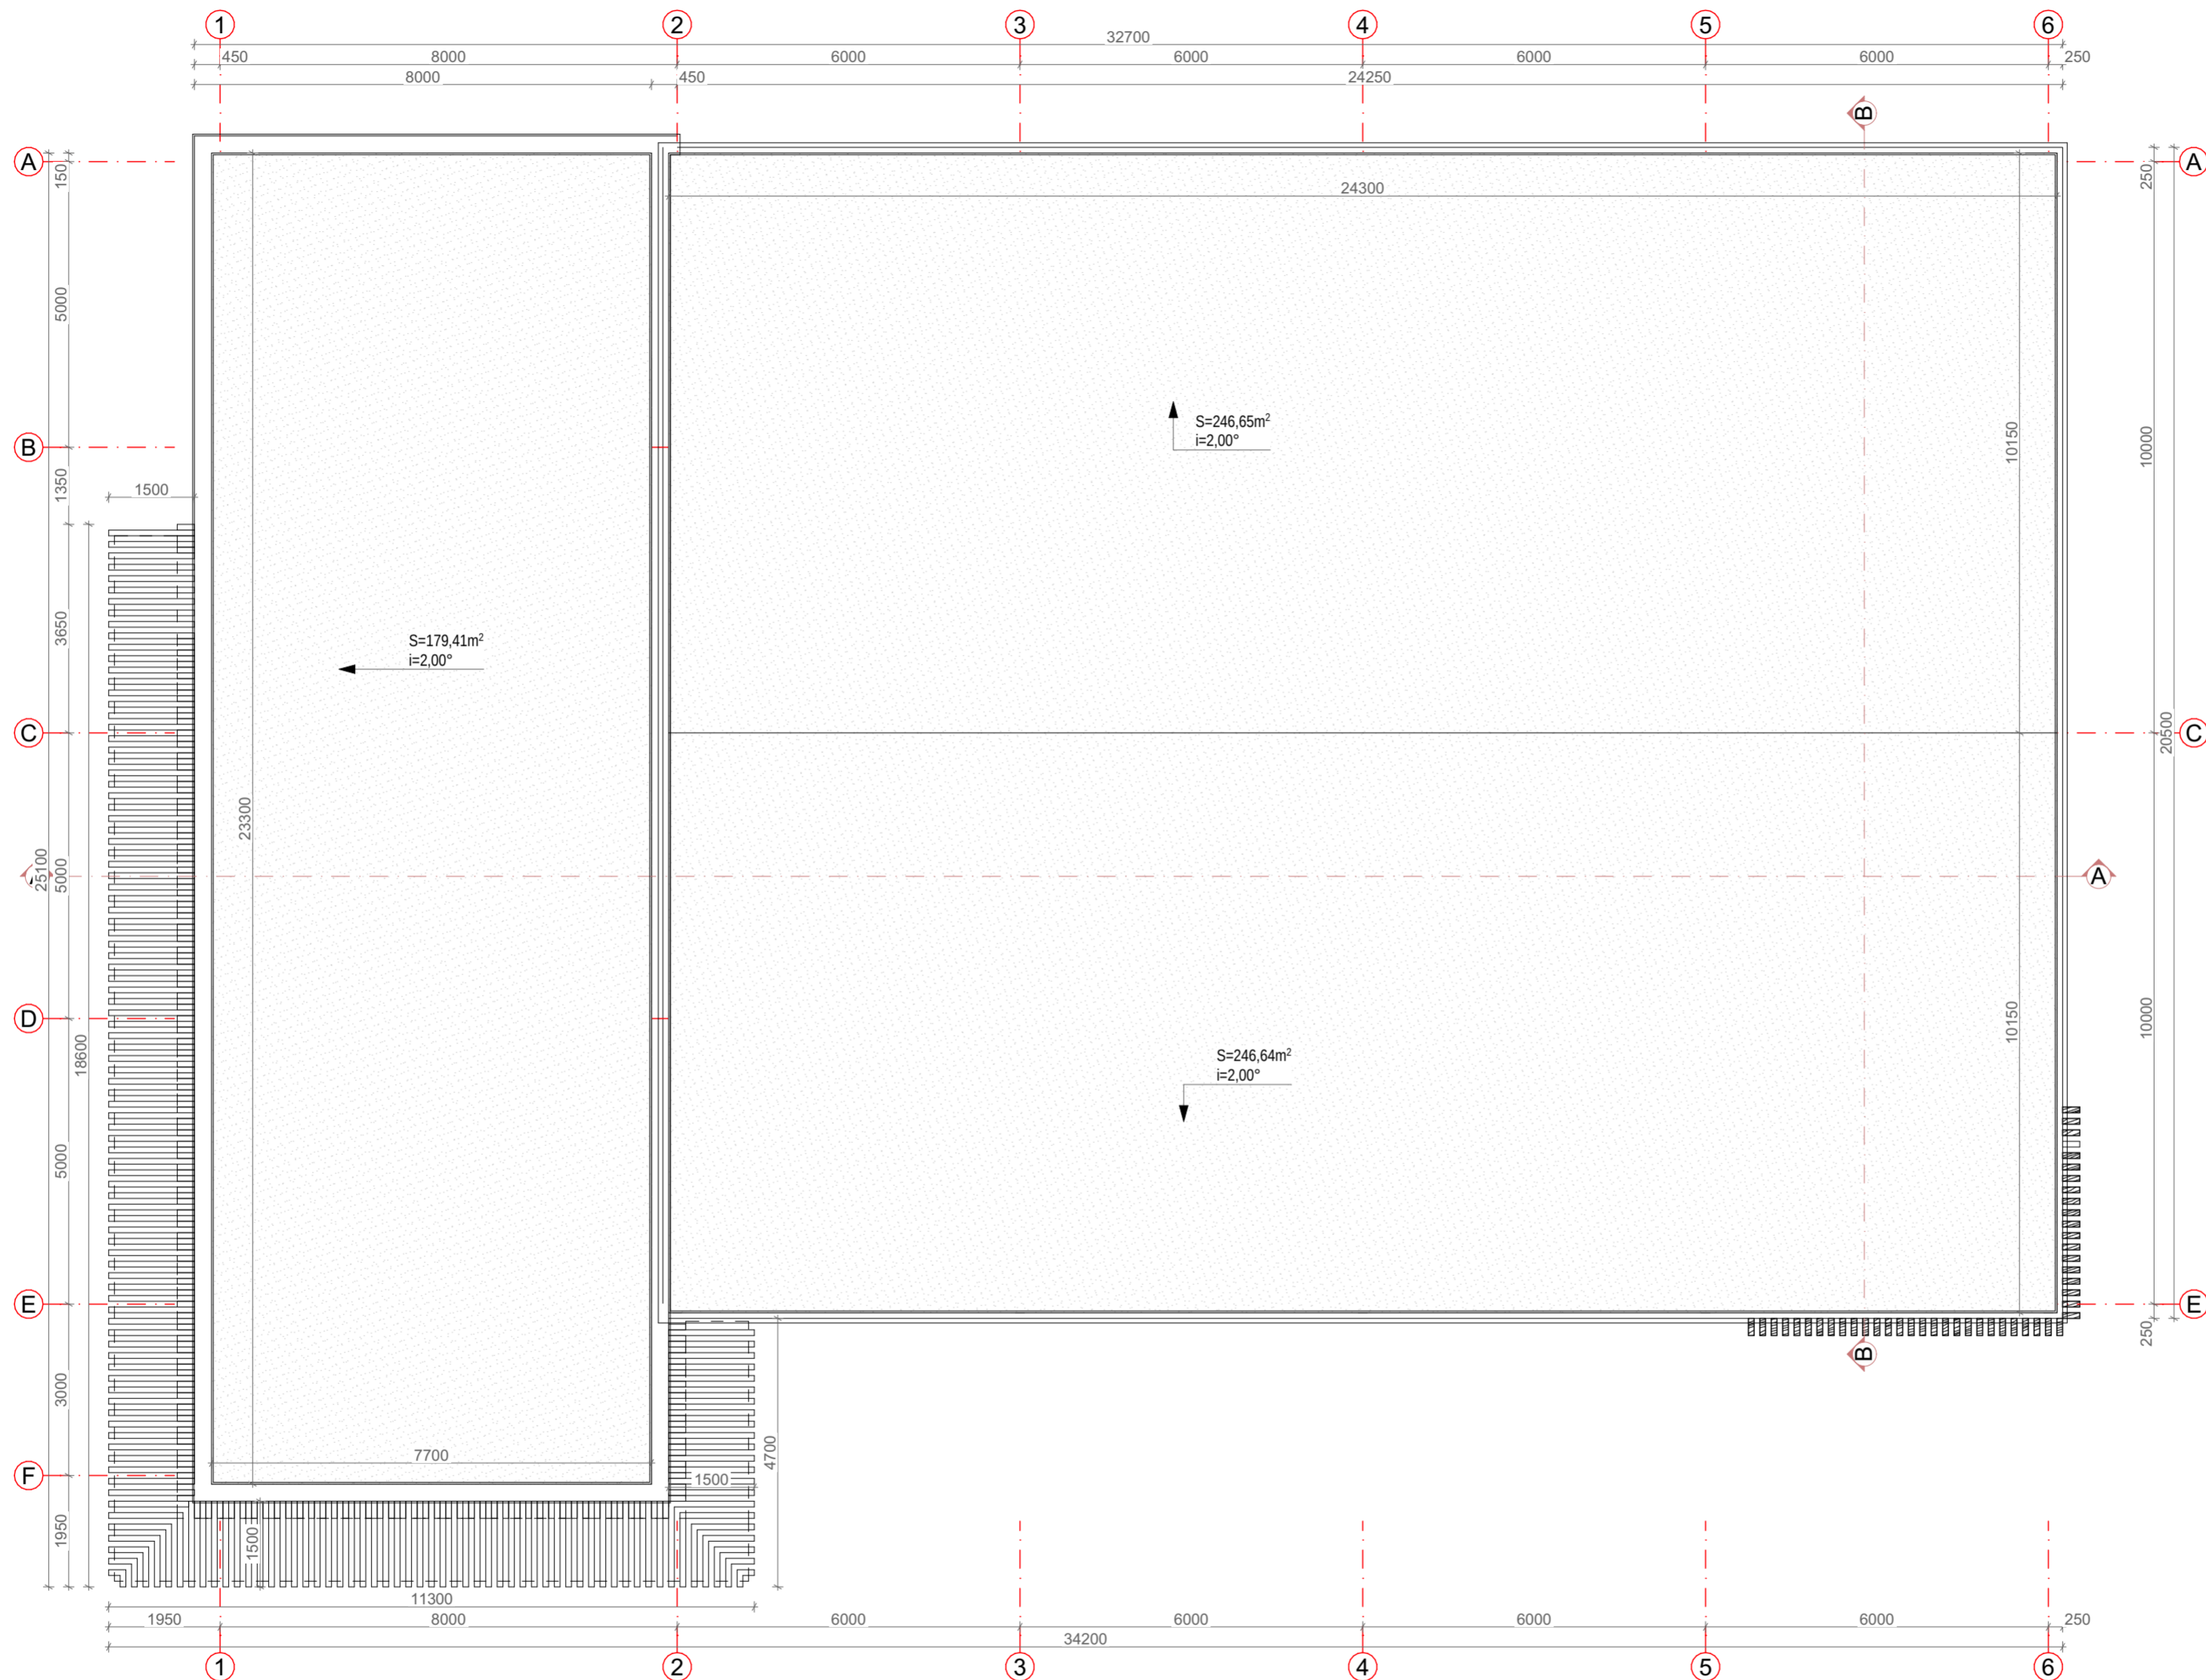 1 2 3 4 5 6
32700
450 8000 6000 6000 6000 6000 250
8000 450 24250
B
A A
150 250
24300
5000
S=246,65m²
i=2,00°
B
10150 10000
1350
1500
3650
S=179,41m²
i=2,00°
C C
20500
23300
25100 5000
A
D
10150 10000
18600
S=246,64m²
i=2,00°
5000
E E
250
B
3000
7700
4700
F
1500
1950
1500
11300
1950 8000 6000 6000 6000 6000 250
34200
1 2 3 4 5 6